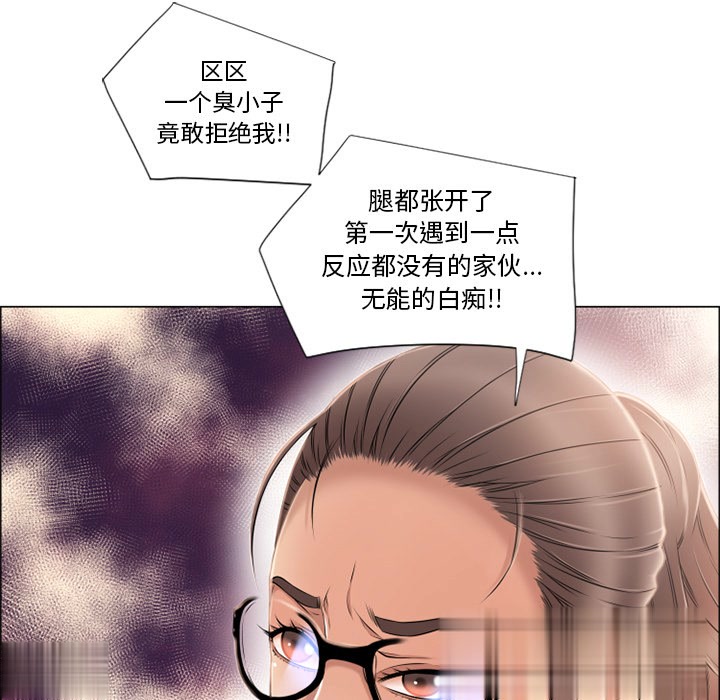 区区
一个臭小子
竟敢拒绝我!!
腿都张开了
第一次遇到一点
反应都没有的家伙...
无能的白痴!!